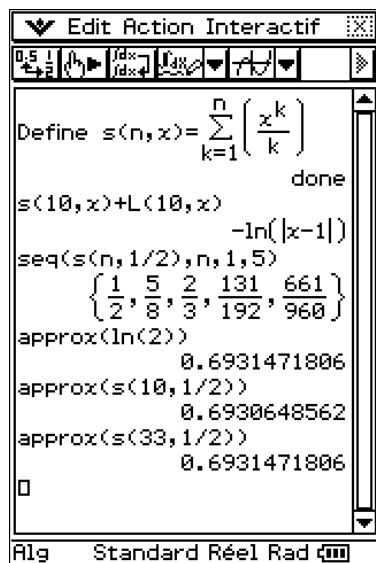 Edit Action Interactif
Define s(n,x)=∑_{k=1}^{n}(x^k/k)
done
s(10,x)+L(10,x)
-ln(|x-1|)
seq(s(n,1/2),n,1,5)
{1/2, 5/8, 2/3, 131/192, 661/960}
approx(ln(2))
0.6931471806
approx(s(10,1/2))
0.6930648562
approx(s(33,1/2))
0.6931471806
Alg Standard Réel Rad